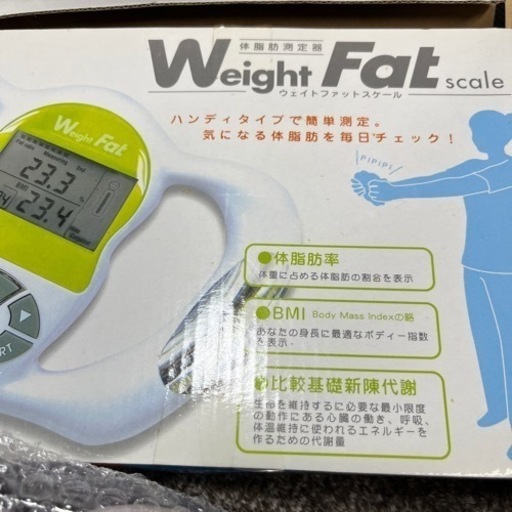 体脂肪測定器
Weight Fat scale
ウェイトファットスケール
ハンディタイプで簡単測定。
気になる体脂肪を毎日チェック！
PiPiPi
Weight Fat
Fat ratio Measuring End
23.3 %
BMI
23.4
●体脂肪率
体重に占める体脂肪の割合を表示
●BMI Body Mass Indexの略
あなたの身長に最適なボディー指数
を表示
●比較基礎新陳代謝
生命を維持するに必要な最小限度
の動作にある心臓の働き、呼吸、
体温維持に使われるエネルギーを
作るための代謝量